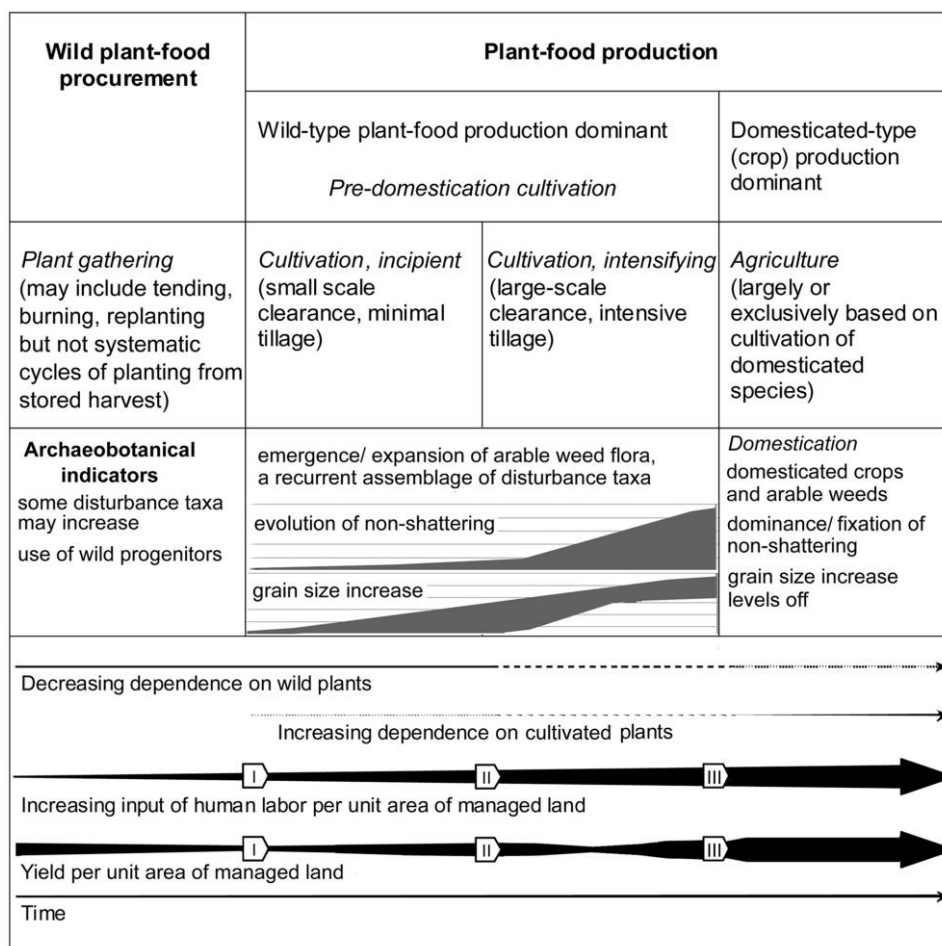 Wild plant-food
procurement
Plant-food production
Wild-type plant-food production dominant
Pre-domestication cultivation
Domesticated-type
(crop) production
dominant
Plant gathering
(may include tending,
burning, replanting
but not systematic
cycles of planting from
stored harvest)
Cultivation, incipient
(small scale
clearance, minimal
tillage)
Cultivation, intensifying
(large-scale
clearance, intensive
tillage)
Agriculture
(largely or
exclusively based on
cultivation of
domesticated
species)
Archaeobotanical
indicators
some disturbance taxa
may increase
use of wild progenitors
emergence/ expansion of arable weed flora,
a recurrent assemblage of disturbance taxa
evolution of non-shattering
grain size increase
Domestication
domesticated crops
and arable weeds
dominance/ fixation of
non-shattering
grain size increase
levels off
Decreasing dependence on wild plants
Increasing dependence on cultivated plants
I II III
Increasing input of human labor per unit area of managed land
I II III
Yield per unit area of managed land
Time